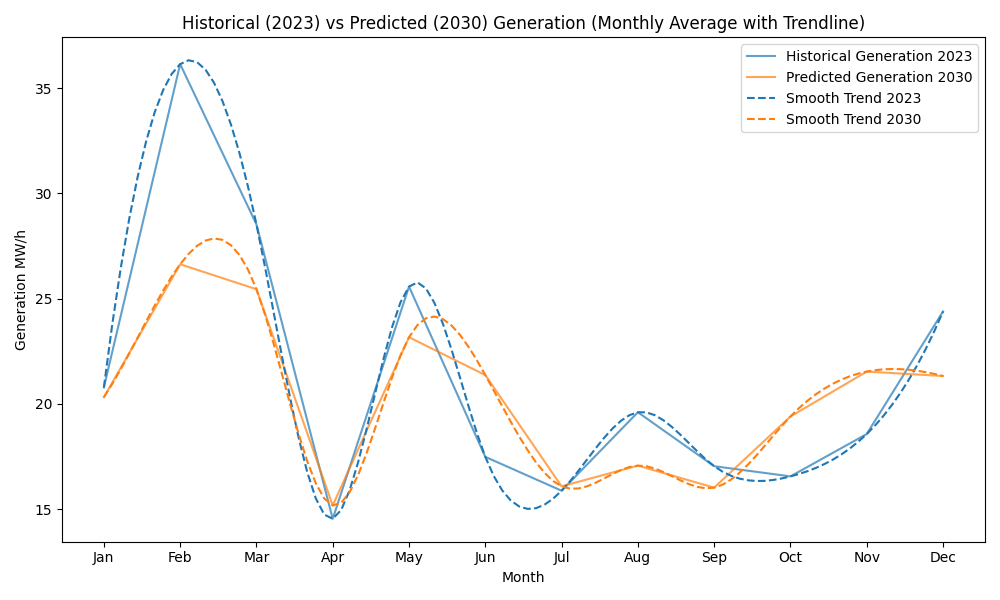 Historical (2023) vs Predicted (2030) Generation (Monthly Average with Trendline)
Historical Generation 2023
Predicted Generation 2030
Smooth Trend 2023
Smooth Trend 2030
Generation MW/h
35
30
25
20
15
Jan Feb Mar Apr May Jun Jul Aug Sep Oct Nov Dec
Month